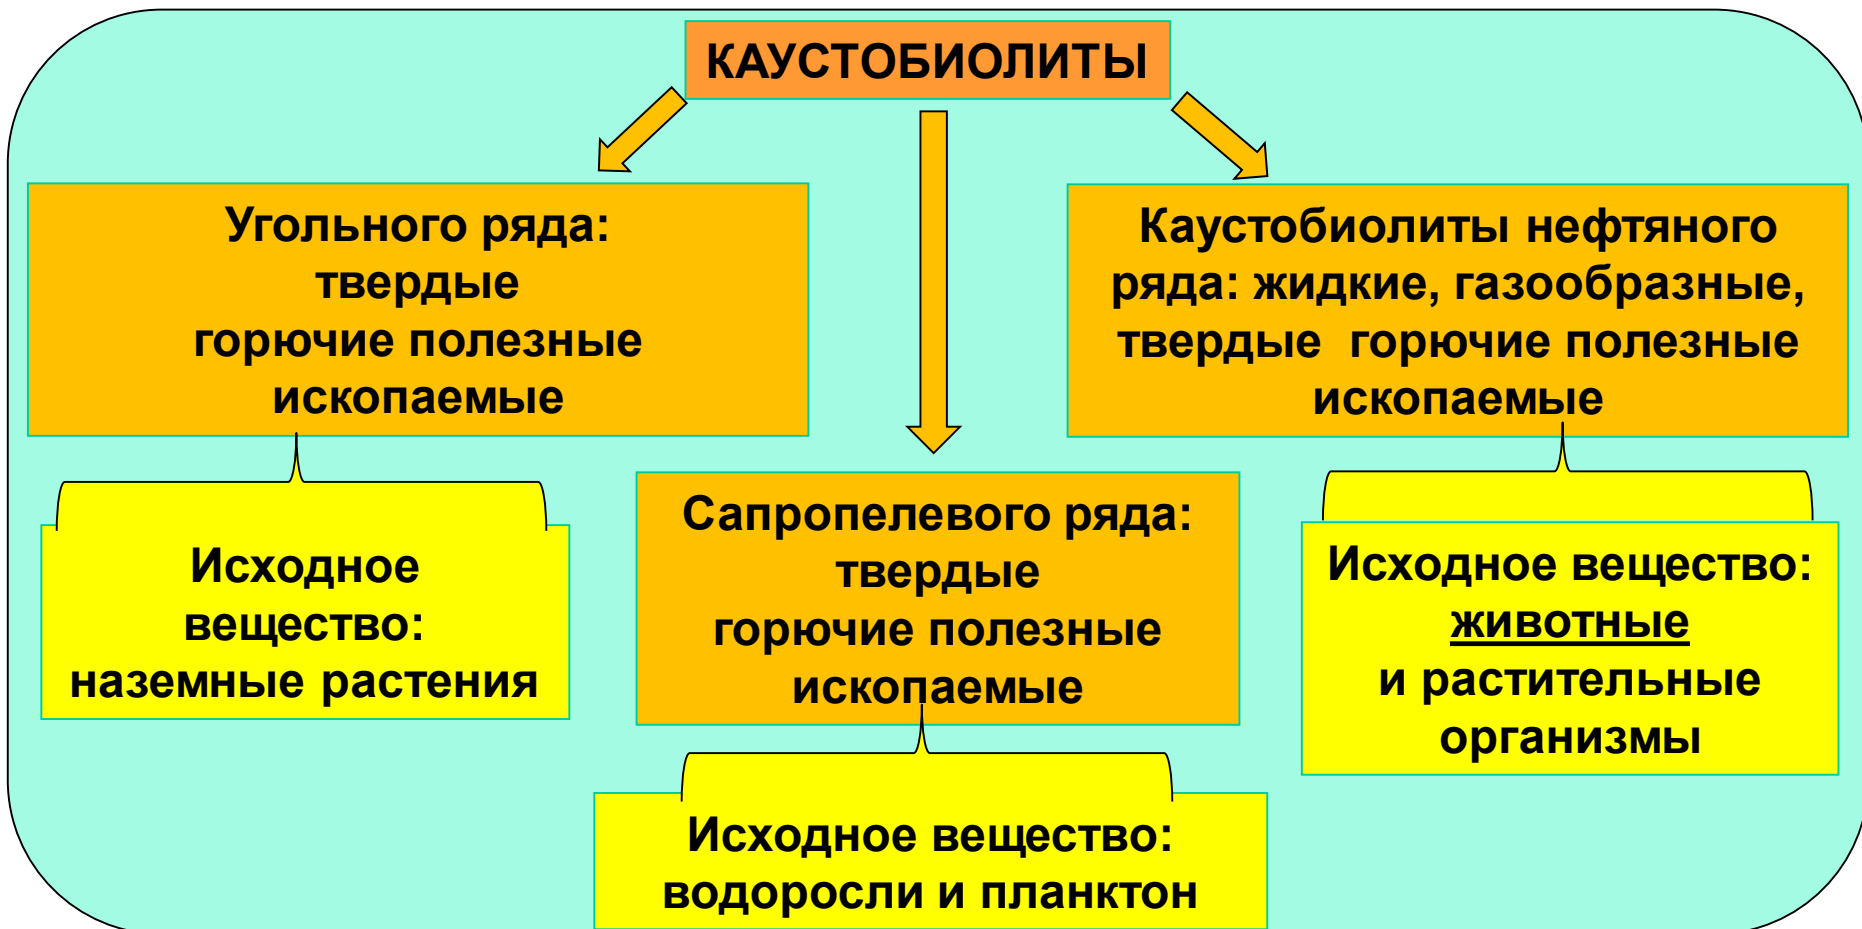 КАУСТОБИОЛИТЫ
Угольного ряда:
твердые
горючие полезные
ископаемые
Исходное
вещество:
наземные растения
Сапропелевого ряда:
твердые
горючие полезные
ископаемые
Исходное вещество:
водоросли и планктон
Каустобиолиты нефтяного
ряда: жидкие, газообразные,
твердые горючие полезные
ископаемые
Исходное вещество:
животные
и растительные
организмы